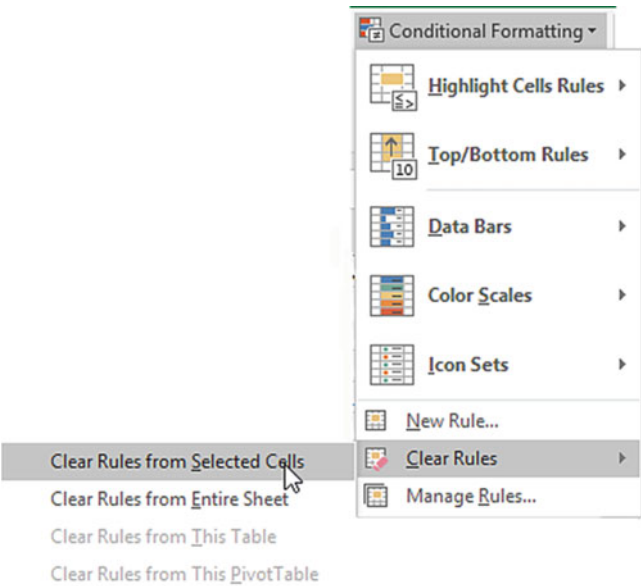 Conditional Formatting
Highlight Cells Rules
10
Top/Bottom Rules
Data Bars
Color Scales
Icon Sets
New Rule...
Clear Rules
Manage Rules...
Clear Rules from Selected Cells
Clear Rules from Entire Sheet
Clear Rules from This Table
Clear Rules from This PivotTable